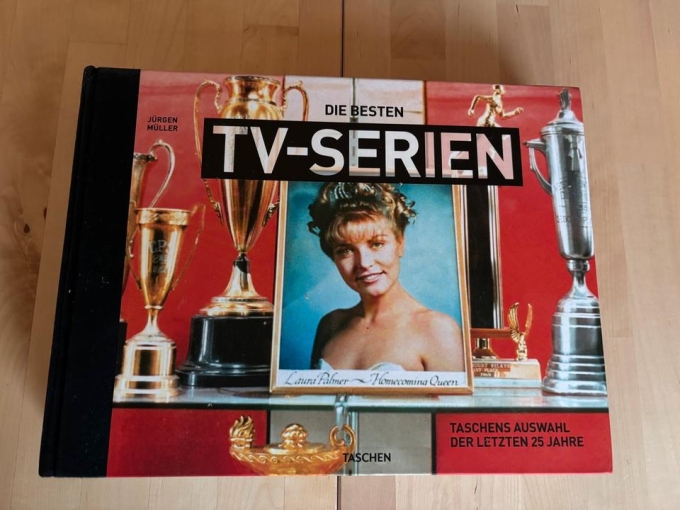 JÜRGEN
MÜLLER
DIE BESTEN
TV-SERIEN
Laura Palmer ~ Homecoming Queen
TASCHENS AUSWAHL
DER LETZTEN 25 JAHRE
TASCHEN